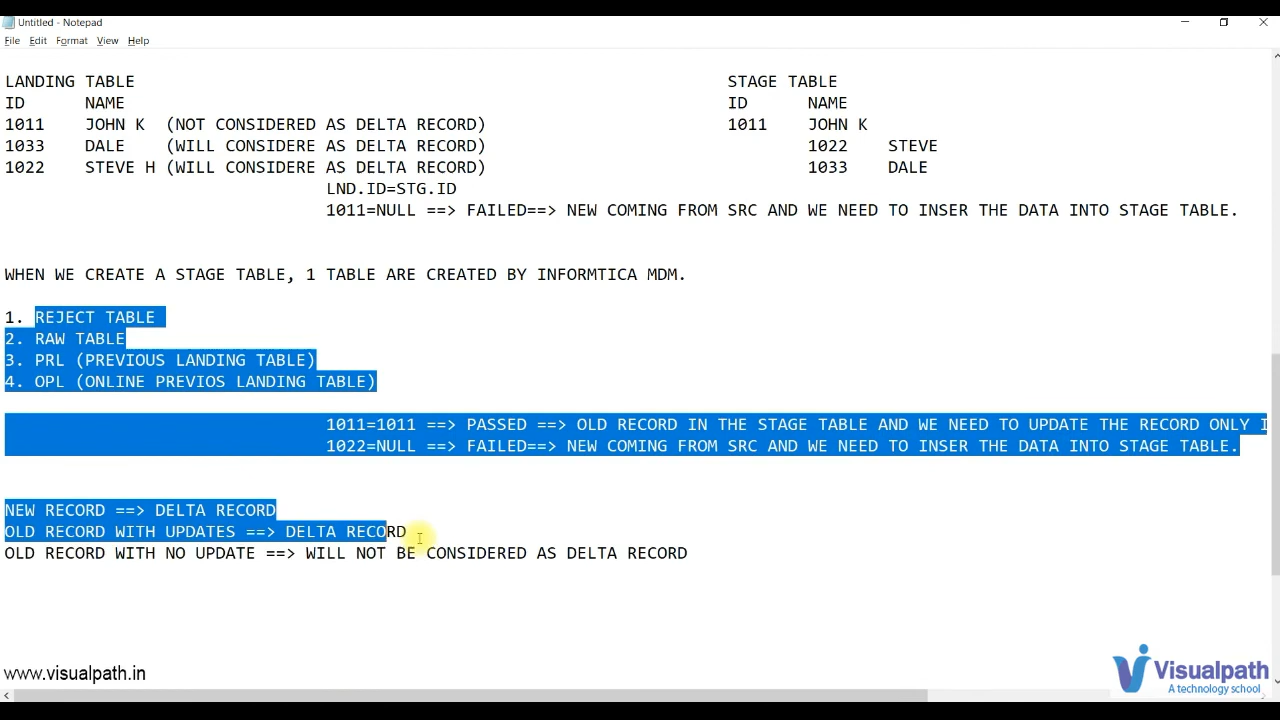 Untitled - Notepad
File Edit Format View Help
LANDING TABLE STAGE TABLE
ID NAME ID NAME
1011 JOHN K (NOT CONSIDERED AS DELTA RECORD) 1011 JOHN K
1033 DALE (WILL CONSIDERE AS DELTA RECORD) 1022 STEVE
1022 STEVE H (WILL CONSIDERE AS DELTA RECORD) 1033 DALE
LND.ID=STG.ID
1011=NULL ==> FAILED==> NEW COMING FROM SRC AND WE NEED TO INSER THE DATA INTO STAGE TABLE.
WHEN WE CREATE A STAGE TABLE, 1 TABLE ARE CREATED BY INFORMTICA MDM.
1. REJECT TABLE
2. RAW TABLE
3. PRL (PREVIOUS LANDING TABLE)
4. OPL (ONLINE PREVIOS LANDING TABLE)
1011=1011 ==> PASSED ==> OLD RECORD IN THE STAGE TABLE AND WE NEED TO UPDATE THE RECORD ONLY I
1022=NULL ==> FAILED==> NEW COMING FROM SRC AND WE NEED TO INSER THE DATA INTO STAGE TABLE.
NEW RECORD ==> DELTA RECORD
OLD RECORD WITH UPDATES ==> DELTA RECORD
OLD RECORD WITH NO UPDATE ==> WILL NOT BE CONSIDERED AS DELTA RECORD
www.visualpath.in
Visualpath
A technology school